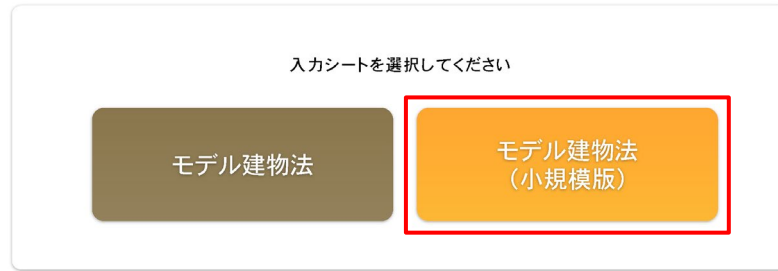 入力シートを選択してください
モデル建物法
モデル建物法
（小規模版）